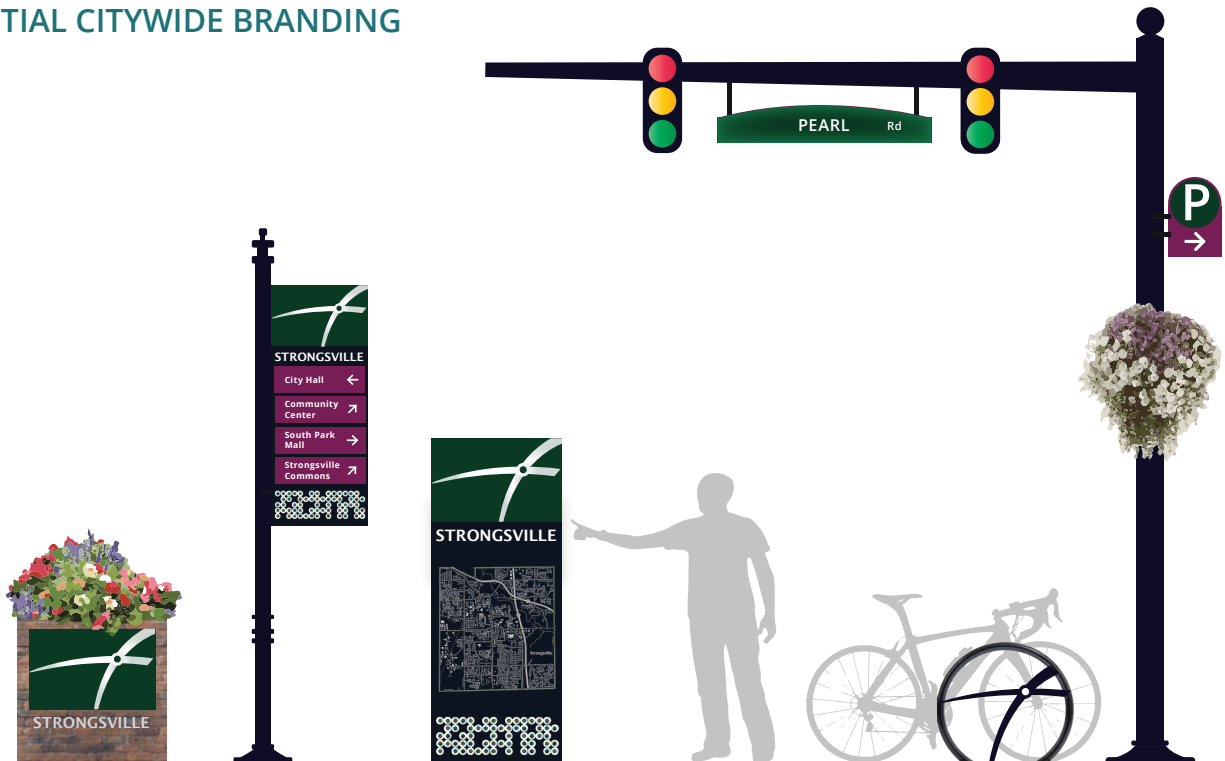 TIAL CITYWIDE BRANDING
PEARL Rd
P
STRONGSVILLE
City Hall
Community
Center
South Park
Mall
Strongsville
Commons
STRONGSVILLE
Strongsville
STRONGSVILLE